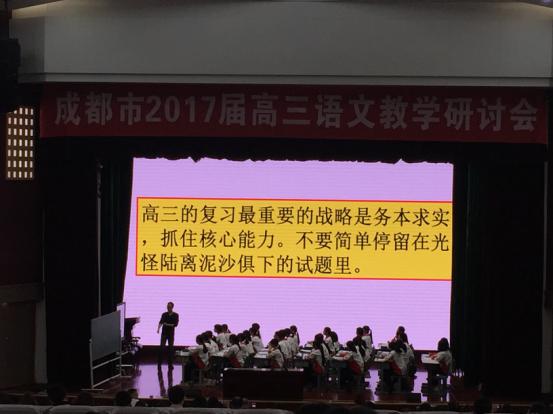 成都市2017届高三语文教学研讨会
高三的复习最重要的战略是务本求实
，抓住核心能力。不要简单停留在光
怪陆离泥沙俱下的试题里。